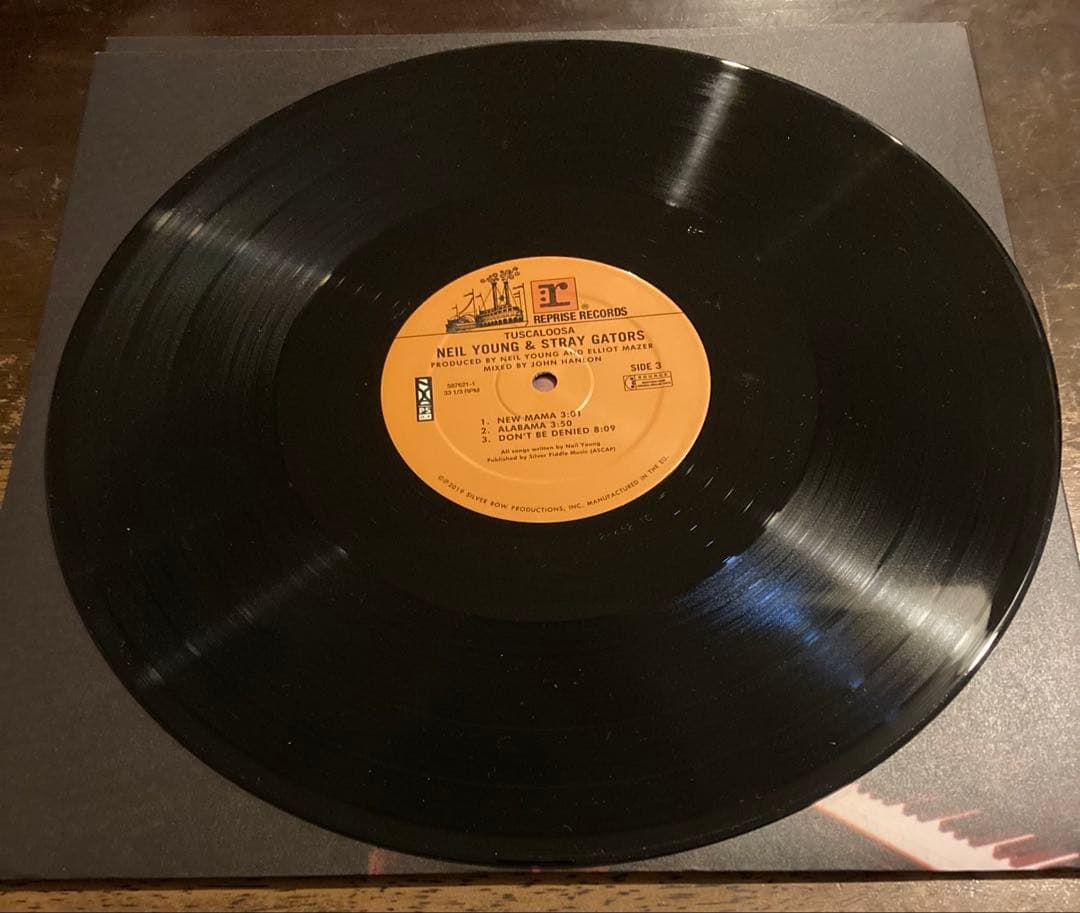 r
REPRISE RECORDS
TUSCALOOSA
NEIL YOUNG & STRAY GATORS
PRODUCED BY NEIL YOUNG AND ELLIOT MAZER
MIXED BY JOHN HANLON
SIDE 3
587621-1
33 1/3 RPM
PS
1. NEW MAMA 3:01
2. ALABAMA 3:50
3. DON'T BE DENIED 8:09
All songs written by Neil Young
Published by Silver Fiddle Music (ASCAP)
©℗2019 SILVER BOW PRODUCTIONS, INC. MANUFACTURED IN THE EU.